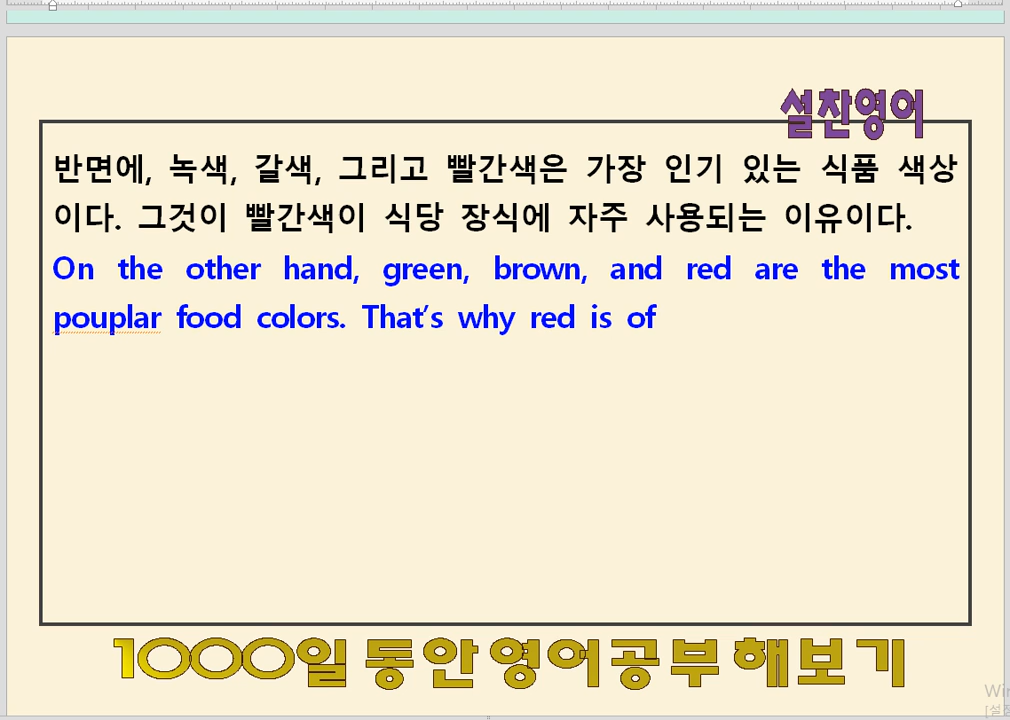 설찬영어
반면에, 녹색, 갈색, 그리고 빨간색은 가장 인기 있는 식품 색상
이다. 그것이 빨간색이 식당 장식에 자주 사용되는 이유이다.
On the other hand, green, brown, and red are the most
pouplar food colors. That's why red is of
1000일 동안 영어공부 해보기